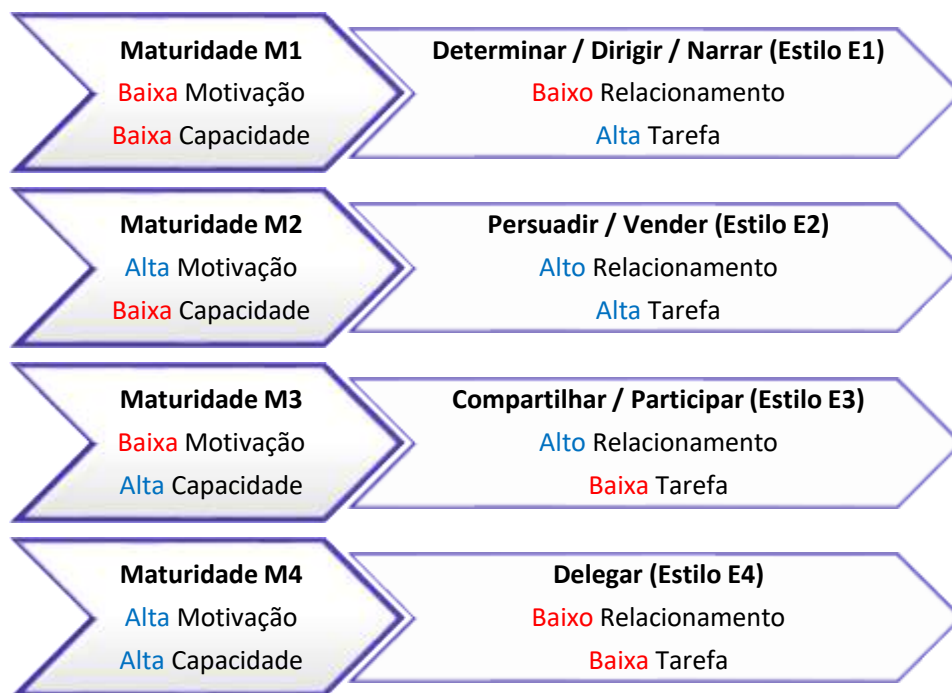 Maturidade M1
Baixa Motivação
Baixa Capacidade
Determinar / Dirigir / Narrar (Estilo E1)
Baixo Relacionamento
Alta Tarefa
Maturidade M2
Alta Motivação
Baixa Capacidade
Persuadir / Vender (Estilo E2)
Alto Relacionamento
Alta Tarefa
Maturidade M3
Baixa Motivação
Alta Capacidade
Compartilhar / Participar (Estilo E3)
Alto Relacionamento
Baixa Tarefa
Maturidade M4
Alta Motivação
Alta Capacidade
Delegar (Estilo E4)
Baixo Relacionamento
Baixa Tarefa